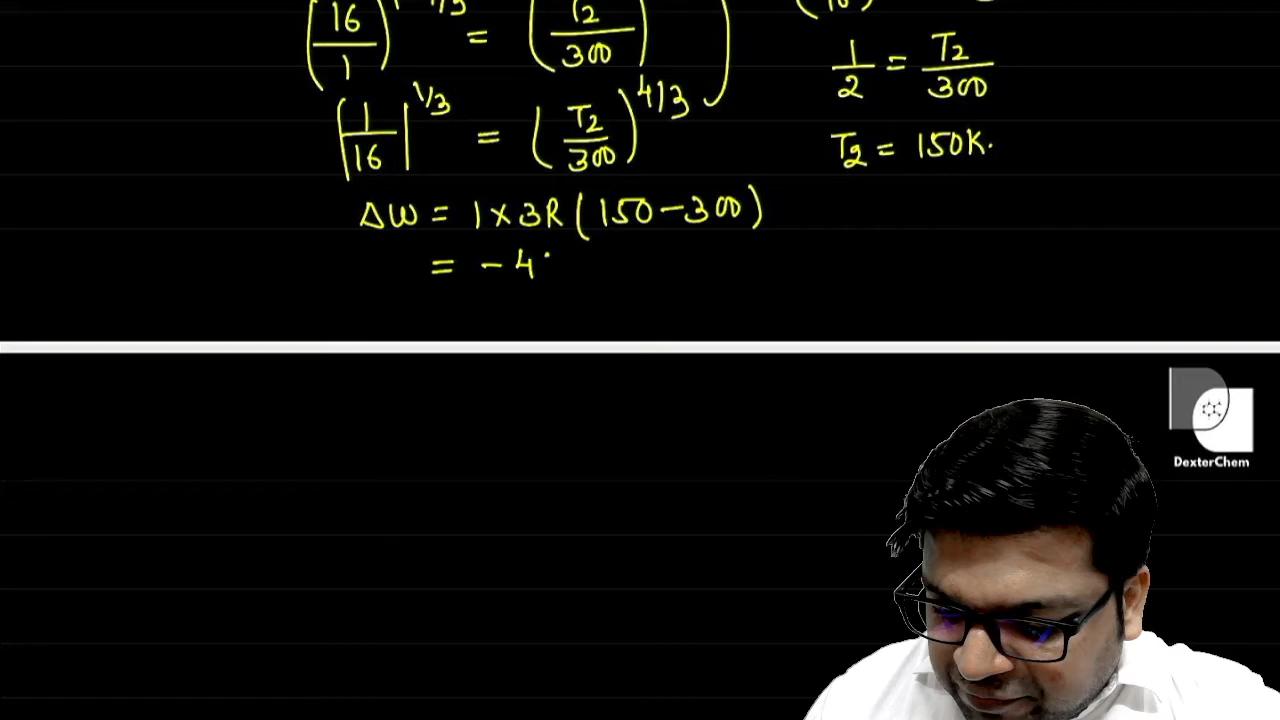 (16/1)^1-4/3 = (T2/300)
|1/16|^1/3 = (T2/300)^4/3
ΔW = 1 × 3R (150 - 300)
= - 4
1/2 = T2/300
T2 = 150K.
DexterChem